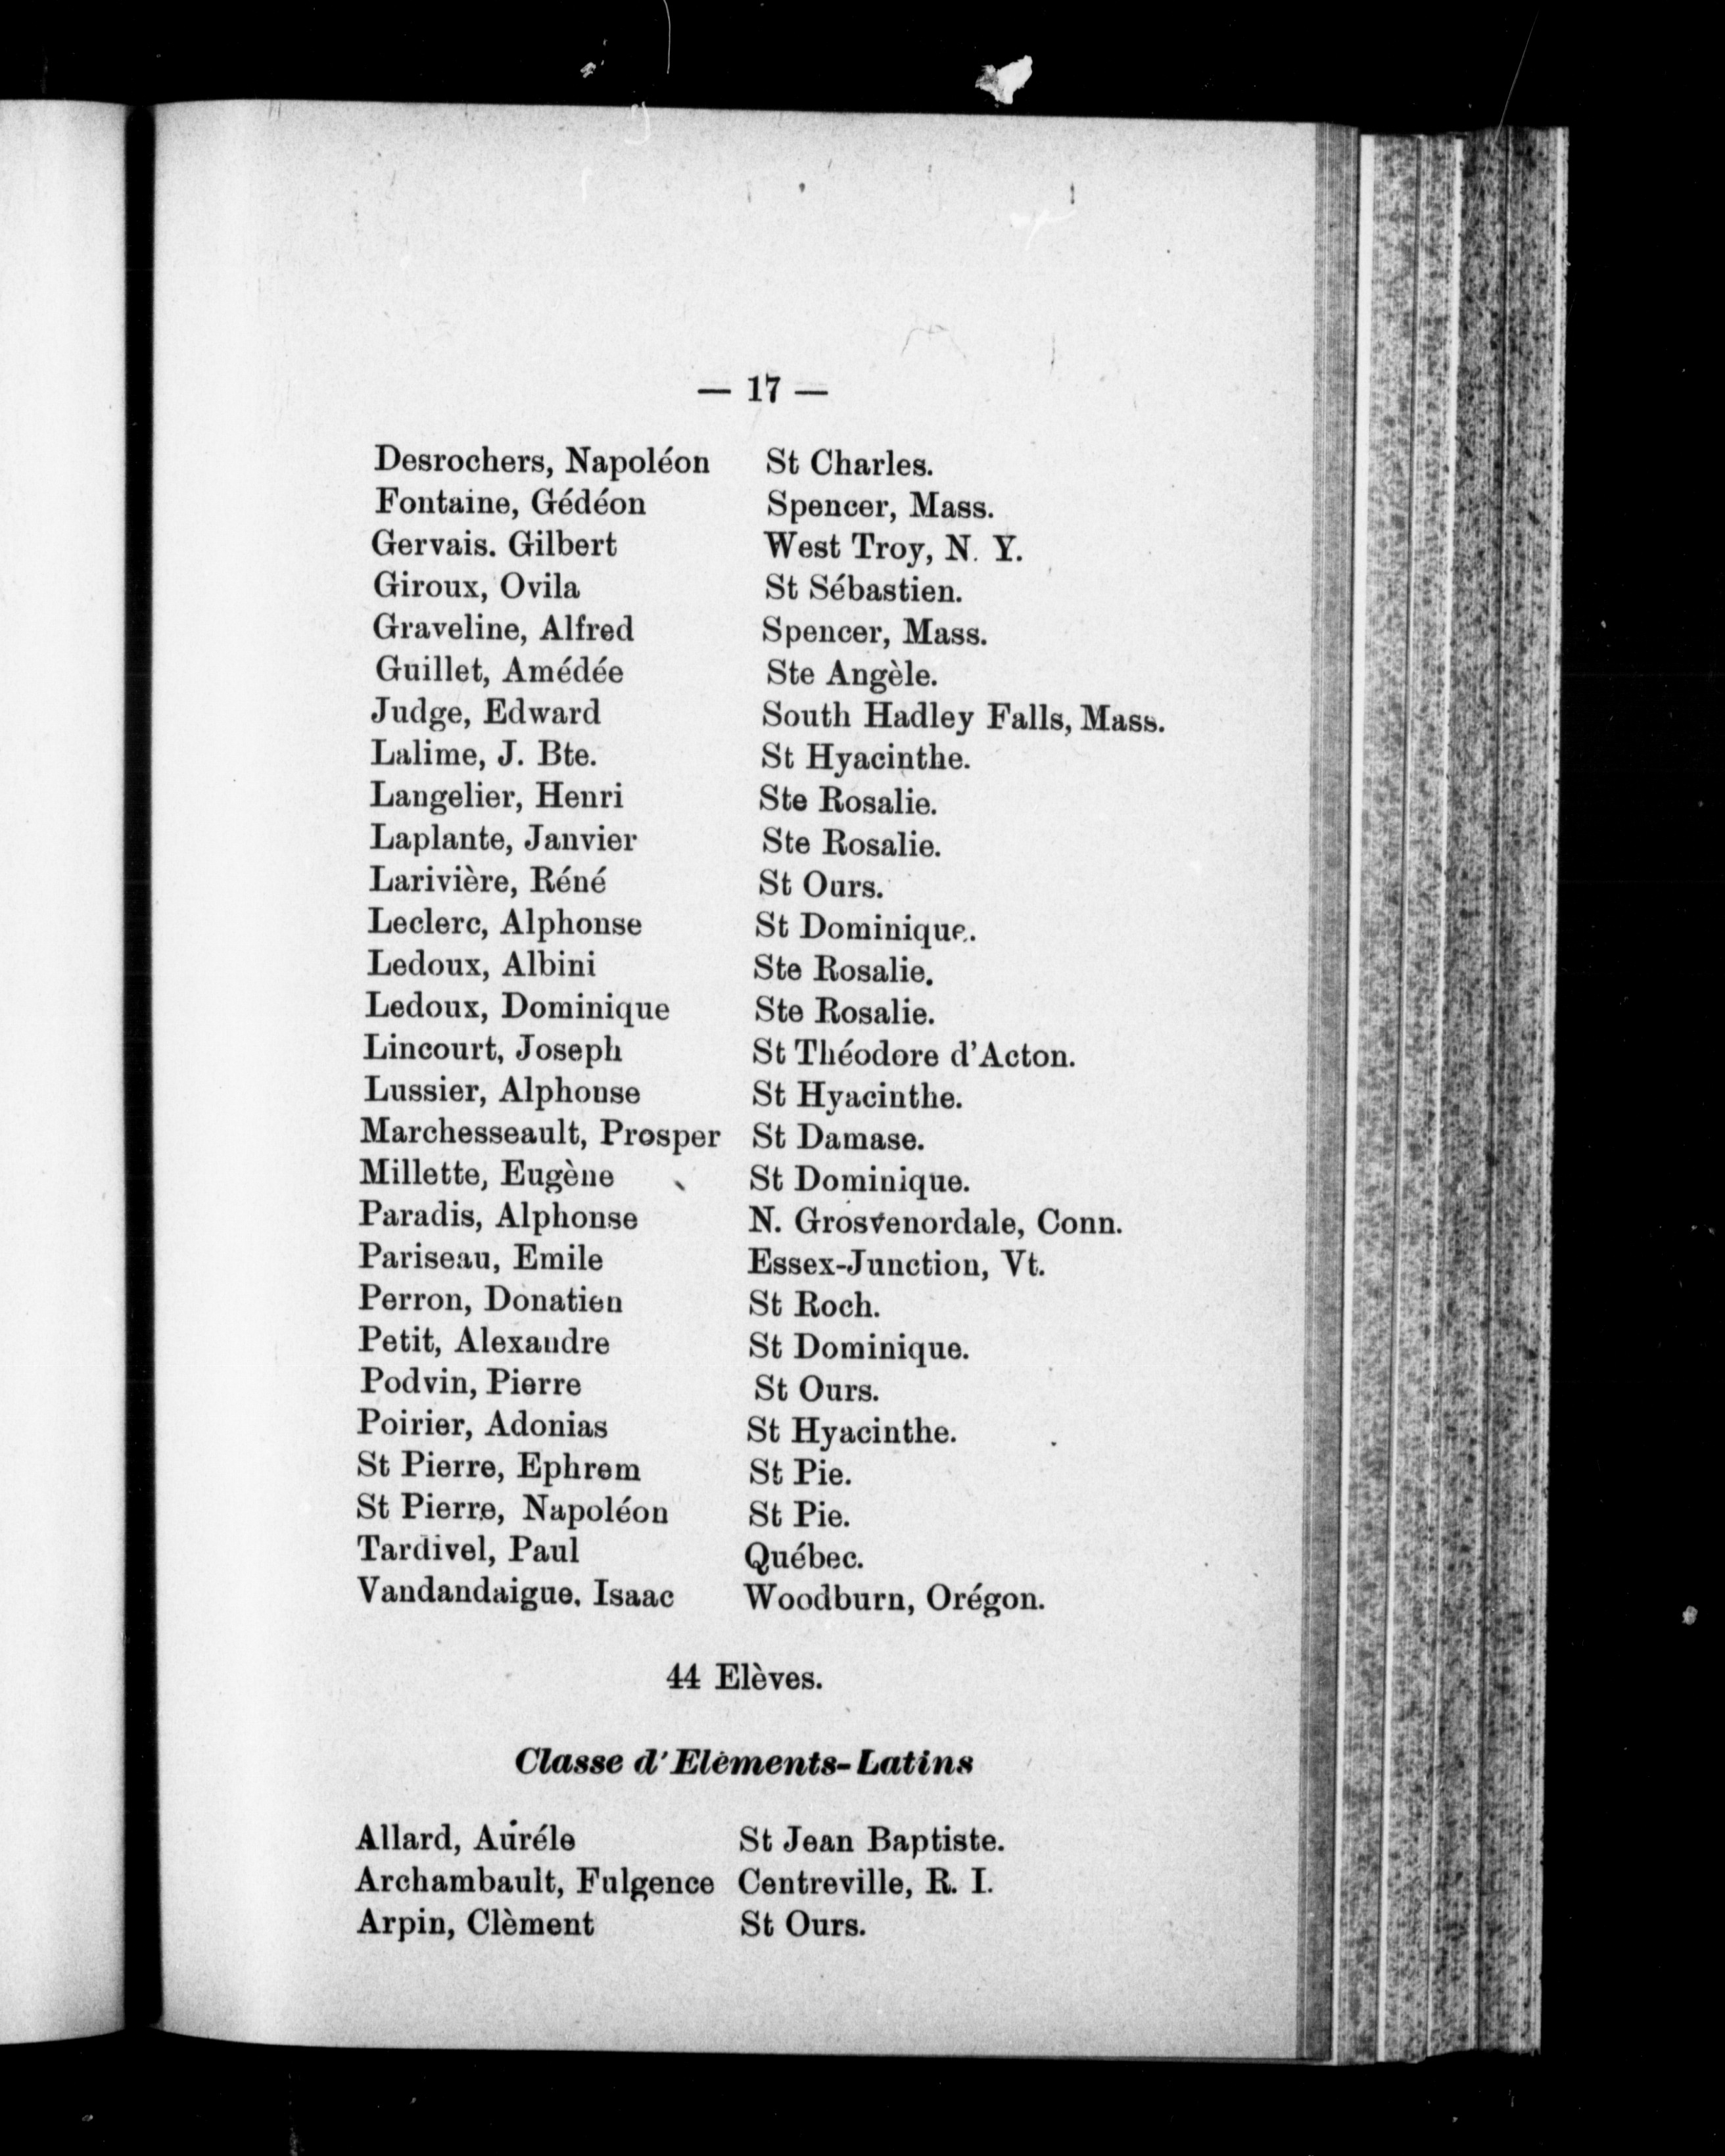 — 17 —
Desrochers, Napoléon St Charles.
Fontaine, Gédéon Spencer, Mass.
Gervais. Gilbert West Troy, N. Y.
Giroux, Ovila St Sébastien.
Graveline, Alfred Spencer, Mass.
Guillet, Amédée Ste Angèle.
Judge, Edward South Hadley Falls, Mass.
Lalime, J. Bte. St Hyacinthe.
Langelier, Henri Ste Rosalie.
Laplante, Janvier Ste Rosalie.
Larivière, Réné St Ours.
Leclerc, Alphonse St Dominique.
Ledoux, Albini Ste Rosalie.
Ledoux, Dominique Ste Rosalie.
Lincourt, Joseph St Théodore d'Acton.
Lussier, Alphonse St Hyacinthe.
Marchesseault, Prosper St Damase.
Millette, Eugène St Dominique.
Paradis, Alphonse N. Grosvenordale, Conn.
Pariseau, Emile Essex-Junction, Vt.
Perron, Donatien St Roch.
Petit, Alexandre St Dominique.
Podvin, Pierre St Ours.
Poirier, Adonias St Hyacinthe.
St Pierre, Ephrem St Pie.
St Pierre, Napoléon St Pie.
Tardivel, Paul Québec.
Vandandaigue. Isaac Woodburn, Orégon.
44 Elèves.
Classe d'Eléments-Latins
Allard, Auréle St Jean Baptiste.
Archambault, Fulgence Centreville, R. I.
Arpin, Clèment St Ours.